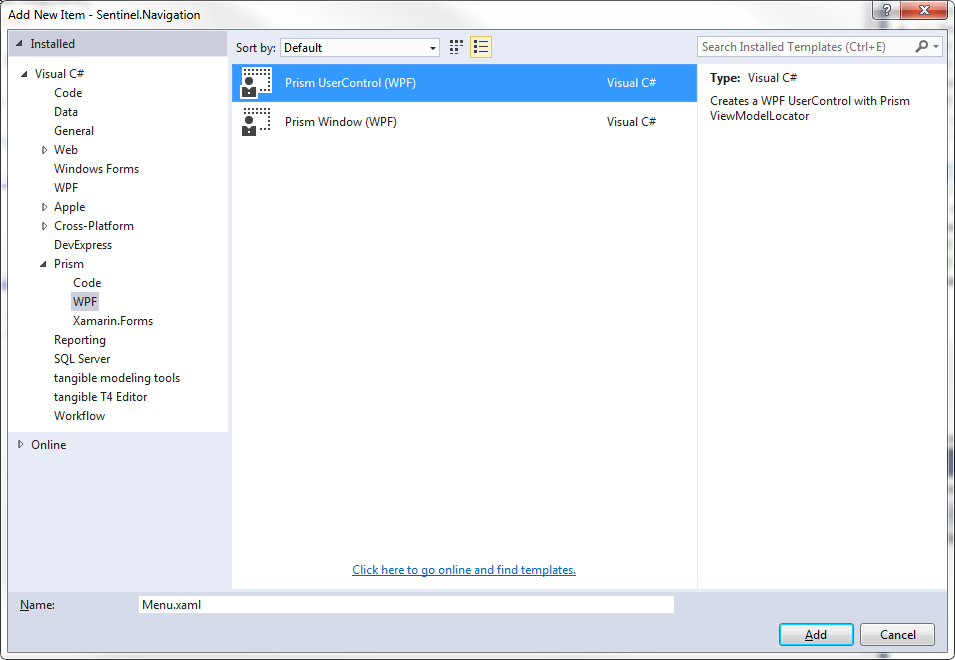 Add New Item - Sentinel.Navigation
?
Installed
Sort by: Default
Search Installed Templates (Ctrl+E)
Visual C#
Code
Data
General
Web
Windows Forms
WPF
Apple
Cross-Platform
DevExpress
Prism
Code
WPF
Xamarin.Forms
Reporting
SQL Server
tangible modeling tools
tangible T4 Editor
Workflow
Online
Prism UserControl (WPF) Visual C#
Prism Window (WPF) Visual C#
Click here to go online and find templates.
Type: Visual C#
Creates a WPF UserControl with Prism
ViewModelLocator
Name: Menu.xaml
Add Cancel